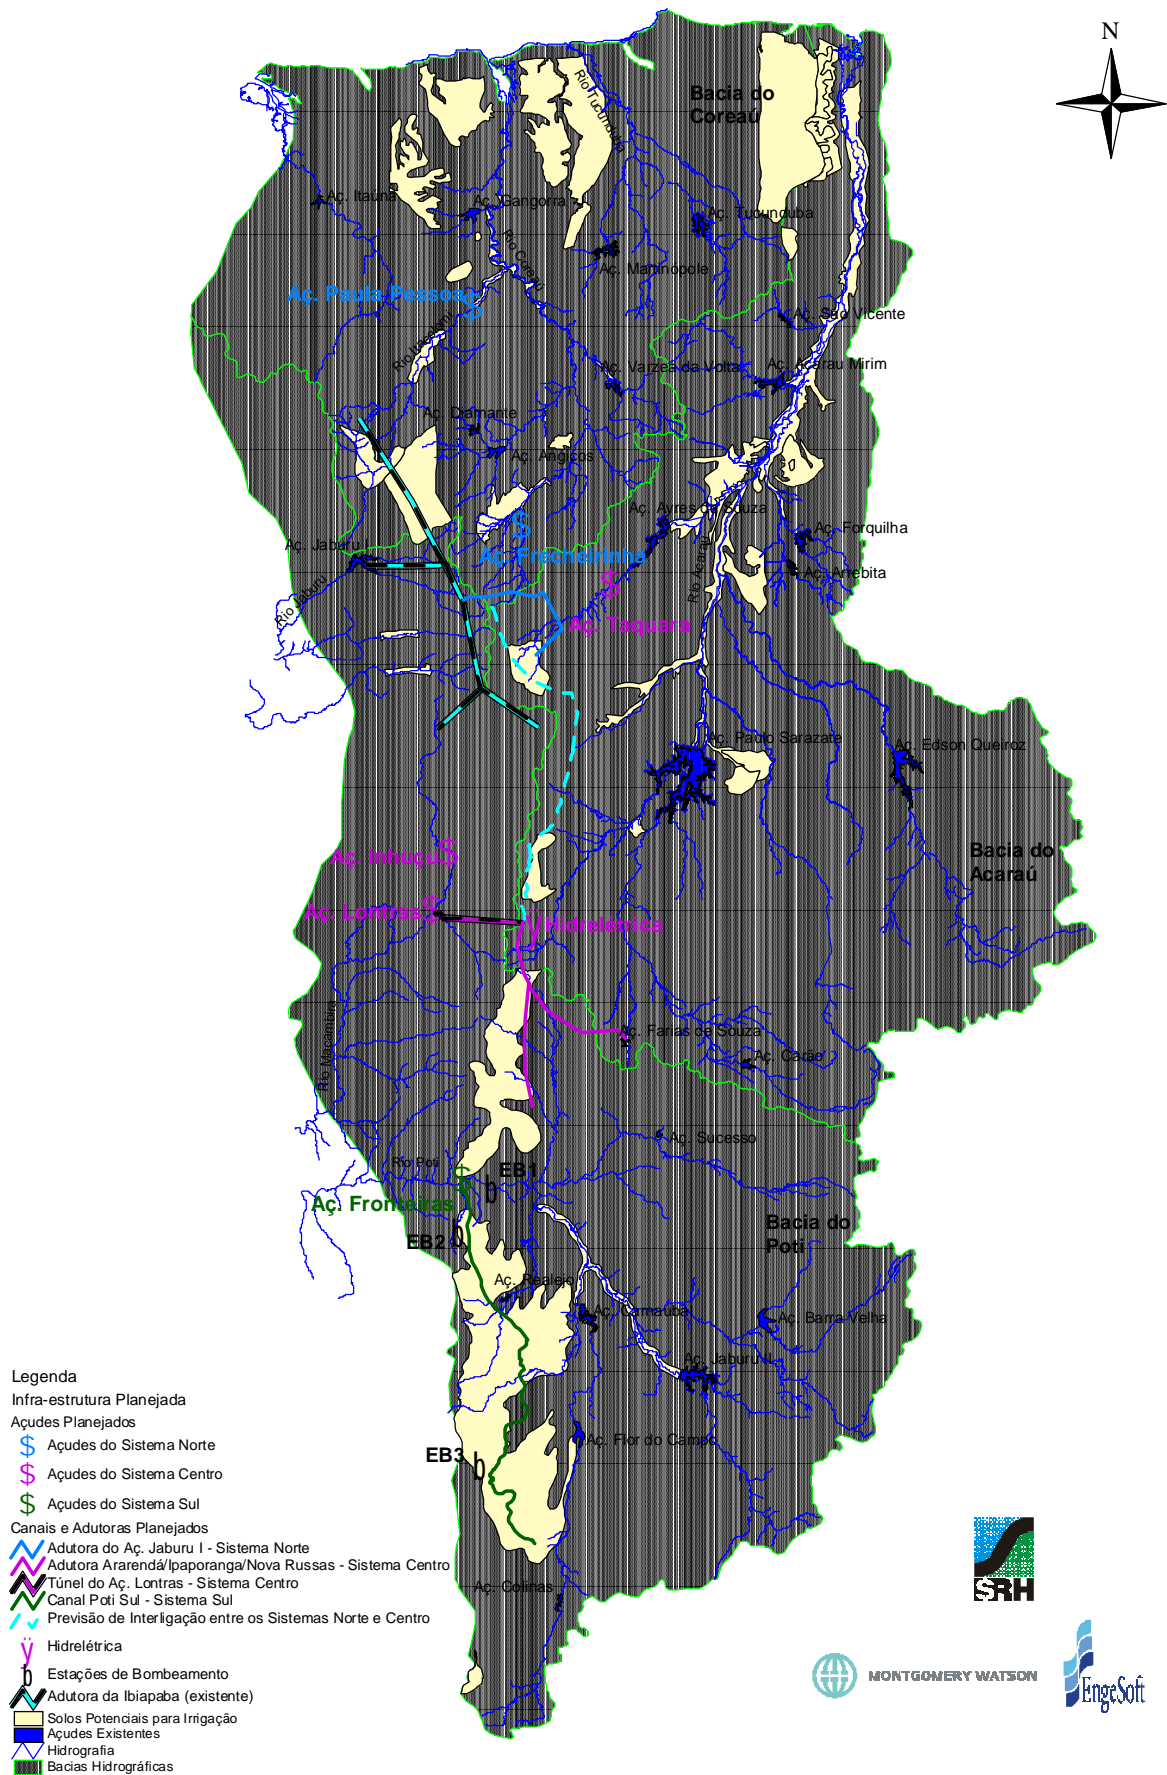 N
Bacia do
Coreaú
Rio Tucunduba
Aç. Itaúna
Aç. Gangorra
Aç. Tucunduba
Rio Coreaú
Aç. Martinópole
Aç. Paula Pessoa
Aç. São Vicente
Aç. Varzea da Volta
Aç. Acarau Mirim
Aç. Diamante
Aç. Angicos
Aç. Ayres de Souza
Aç. Forquilha
Aç. Jaburu I
Aç. Frecheirinha
Aç. Arrebita
Rio Acaraú
Rio Jaburu
Aç. Taquara
Aç. Paulo Sarazate
Aç. Edson Queiroz
Bacia do
Acaraú
Aç. Inhuçu
Aç. Lontras
Hidrelétrica
Rio Macambira
Aç. Farias de Souza
Aç. Carão
Aç. Sucesso
Rio Poti
EB1
Aç. Fronteiras
Bacia do
Poti
EB2
Aç. Realejo
Aç. Carnauba
Aç. Barra Velha
Aç. Jaburu II
Aç. Flor do Campo
EB3
Aç. Colinas
Legenda
Infra-estrutura Planejada
Açudes Planejados
Açudes do Sistema Norte
Açudes do Sistema Centro
Açudes do Sistema Sul
Canais e Adutoras Planejados
Adutora do Aç. Jaburu I - Sistema Norte
Adutora Ararendá/Ipaporanga/Nova Russas - Sistema Centro
Túnel do Aç. Lontras - Sistema Centro
Canal Poti Sul - Sistema Sul
Previsão de Interligação entre os Sistemas Norte e Centro
Hidrelétrica
Estações de Bombeamento
Adutora da Ibiapaba (existente)
Solos Potenciais para Irrigação
Açudes Existentes
Hidrografia
Bacias Hidrográficas
SRH
MONTGOMERY WATSON
EngeSoft